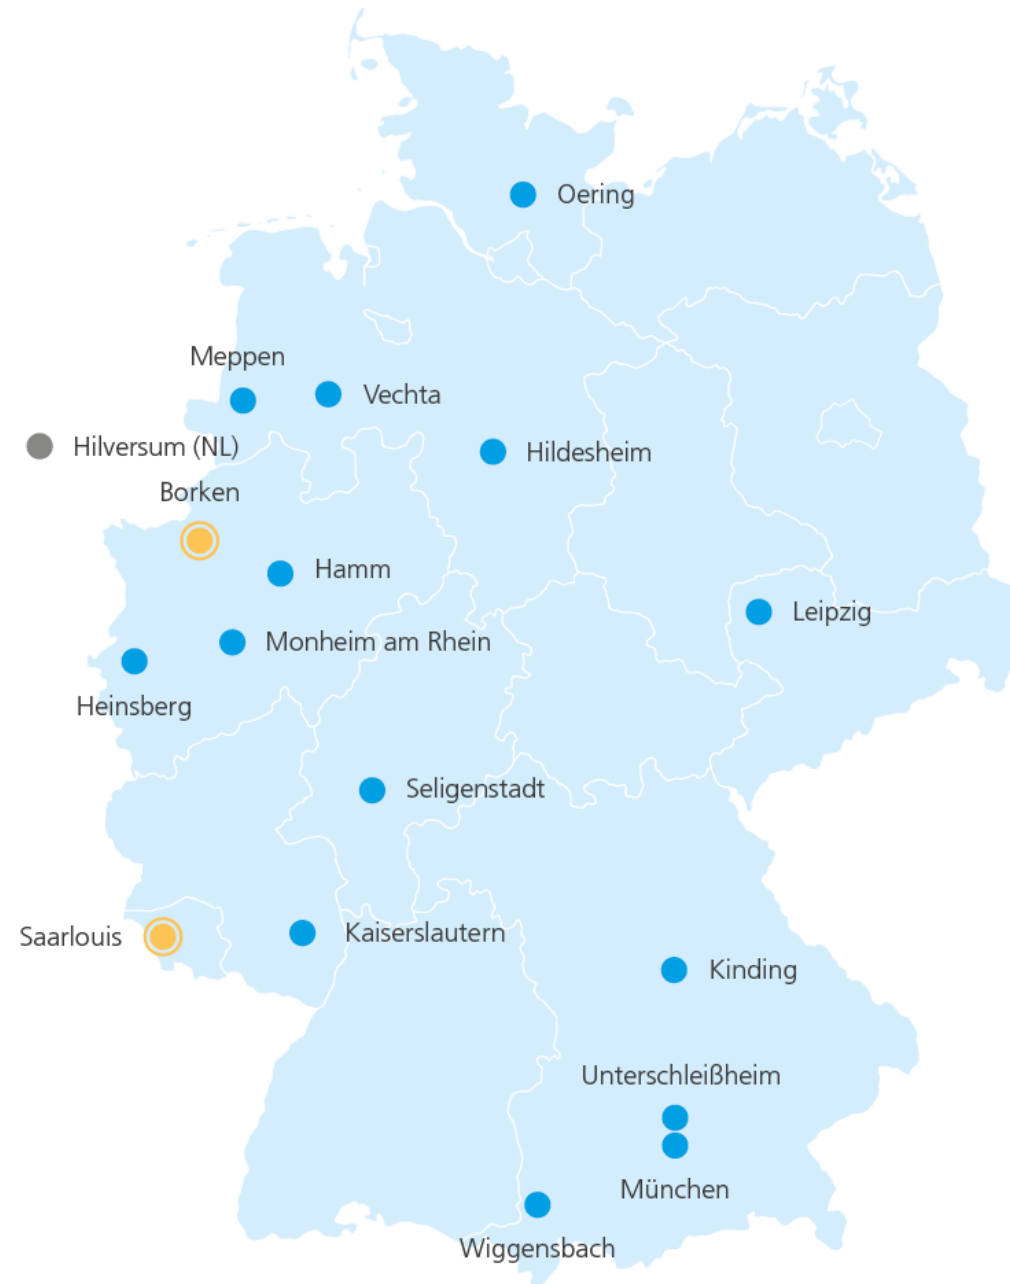 Oering
Meppen
Vechta
Hilversum (NL)
Hildesheim
Borken
Hamm
Leipzig
Monheim am Rhein
Heinsberg
Seligenstadt
Saarlouis
Kaiserslautern
Kinding
Unterschleißheim
München
Wiggensbach